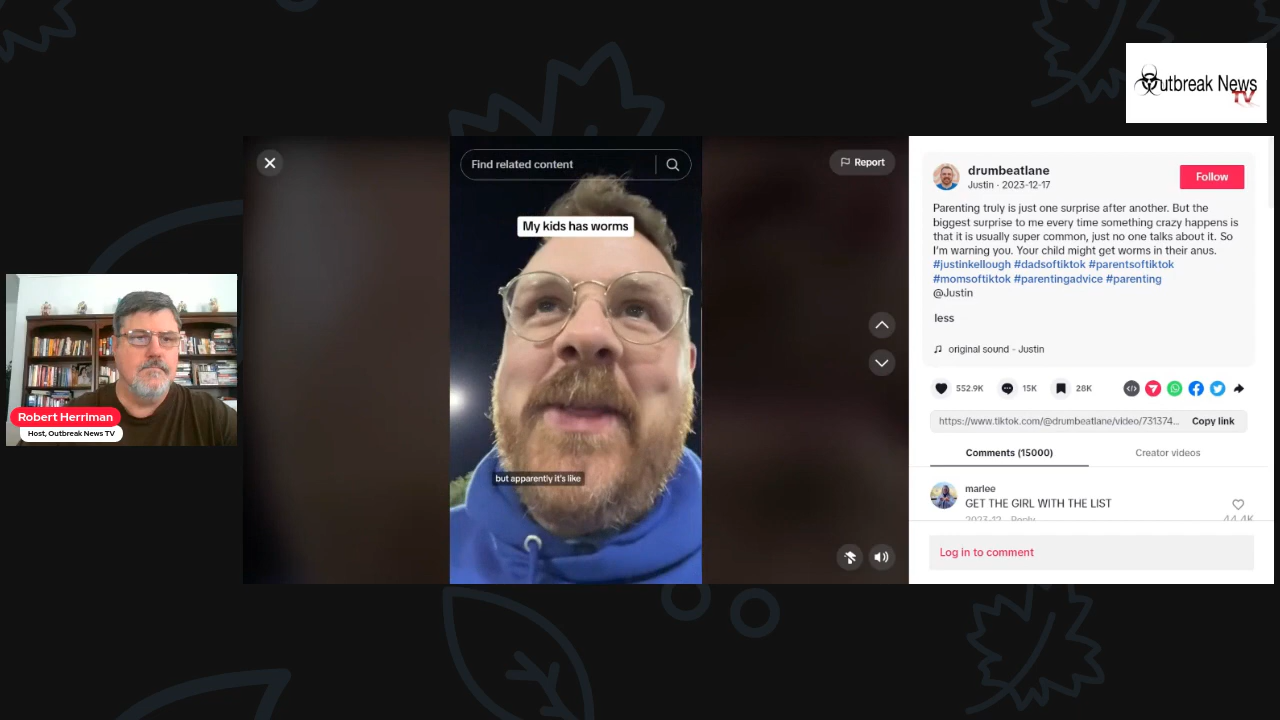 Outbreak News
TV
Find related content
Report
My kids has worms
but apparently it's like
Robert Herriman
Host, Outbreak News TV
drumbeatlane
Justin · 2023-12-17
Follow
Parenting truly is just one surprise after another. But the
biggest surprise to me every time something crazy happens is
that it is usually super common, just no one talks about it. So
I'm warning you. Your child might get worms in their anus.
#justinkellough #dadsoftiktok #parentsoftiktok
#momsoftiktok #parentingadvice #parenting
@Justin
less
original sound - Justin
552.9K
15K
28K
https://www.tiktok.com/@drumbeatlane/video/731374...
Copy link
Comments (15000)
Creator videos
marlee
GET THE GIRL WITH THE LIST
2023-12 Reply
44.4K
Log in to comment